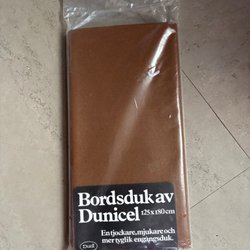 Bordsduk av
Dunicel 125 x 180 cm
En tjockare, mjukare och
mer tyglik engångsduk.
Duni